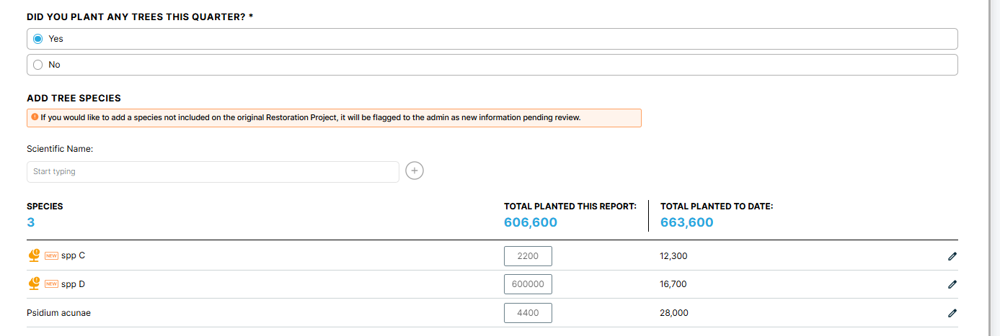 DID YOU PLANT ANY TREES THIS QUARTER? *
Yes
No
ADD TREE SPECIES
If you would like to add a species not included on the original Restoration Project, it will be flagged to the admin as new information pending review.
Scientific Name:
Start typing
SPECIES TOTAL PLANTED THIS REPORT: TOTAL PLANTED TO DATE:
3 606,600 663,600
NEW spp C 2200 12,300
NEW spp D 600000 16,700
Psidium acunae 4400 28,000